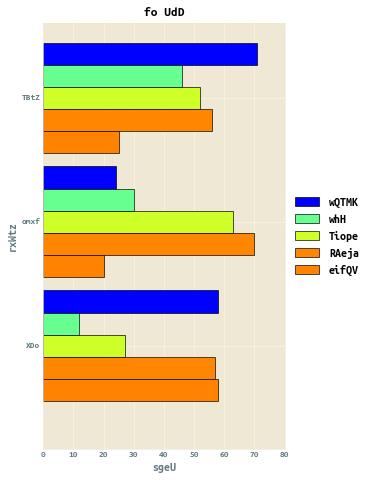 fo UdD
TBtZ
omxf
XOo
rxWtz
0 10 20 30 40 50 60 70 80
sgeU
wQTMK
whH
Tiope
RAeja
eifQV